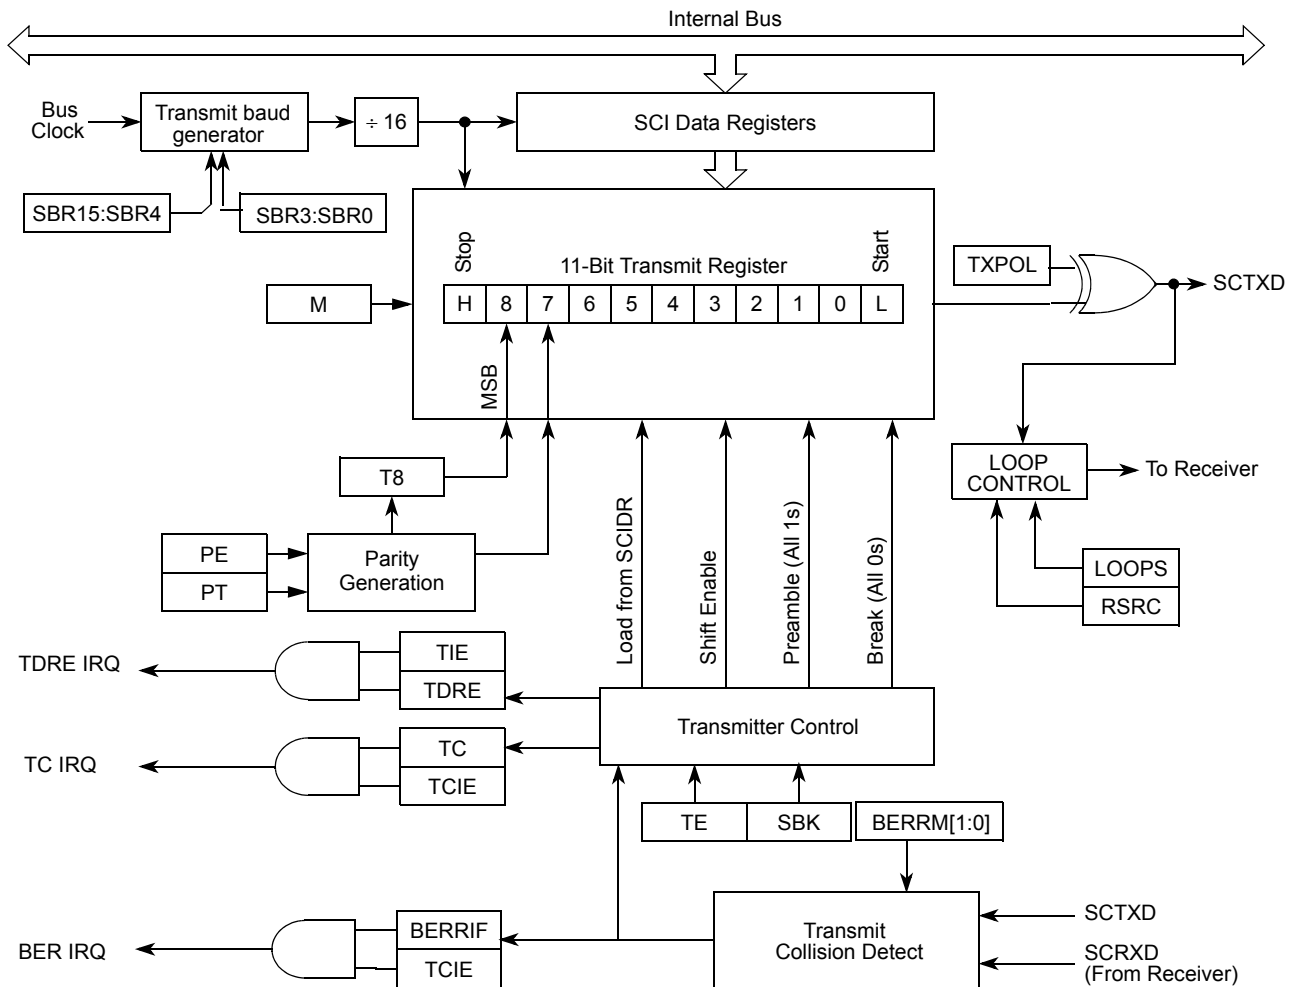 Internal Bus
Bus
Clock
Transmit baud
generator
÷ 16
SCI Data Registers
SBR15:SBR4
SBR3:SBR0
Stop
11-Bit Transmit Register
Start
H 8 7 6 5 4 3 2 1 0 L
M
TXPOL
SCTXD
MSB
T8
LOOP
CONTROL
To Receiver
PE
PT
Parity
Generation
Load from SCIDR
Shift Enable
Preamble (All 1s)
Break (All 0s)
LOOPS
RSRC
TDRE IRQ
TIE
TDRE
Transmitter Control
TC IRQ
TC
TCIE
TE
SBK
BERRM[1:0]
BER IRQ
BERRIF
TCIE
Transmit
Collision Detect
SCTXD
SCRXD
(From Receiver)